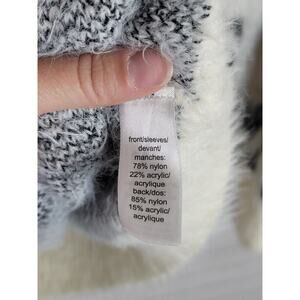 front/sleeves/
devant/
manches:
78% nylon
22% acrylic/
acrylique
back/dos:
85% nylon
15% acrylic/
acrylique